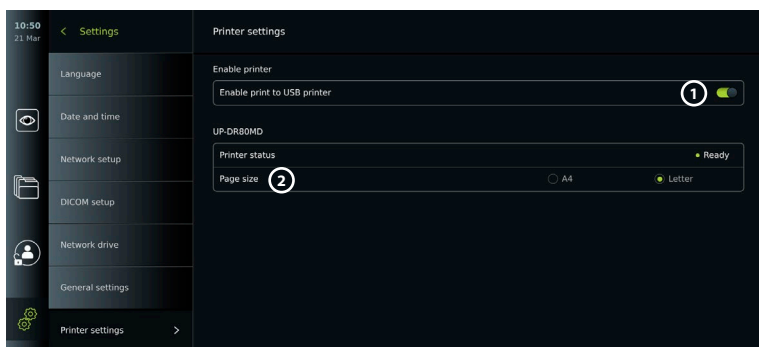 10:50
21 Mar
< Settings
Language
Date and time
Network setup
DICOM setup
Network drive
General settings
Printer settings >
Printer settings
Enable printer
Enable print to USB printer 1
UP-DR80MD
Printer status • Ready
Page size 2 A4 Letter